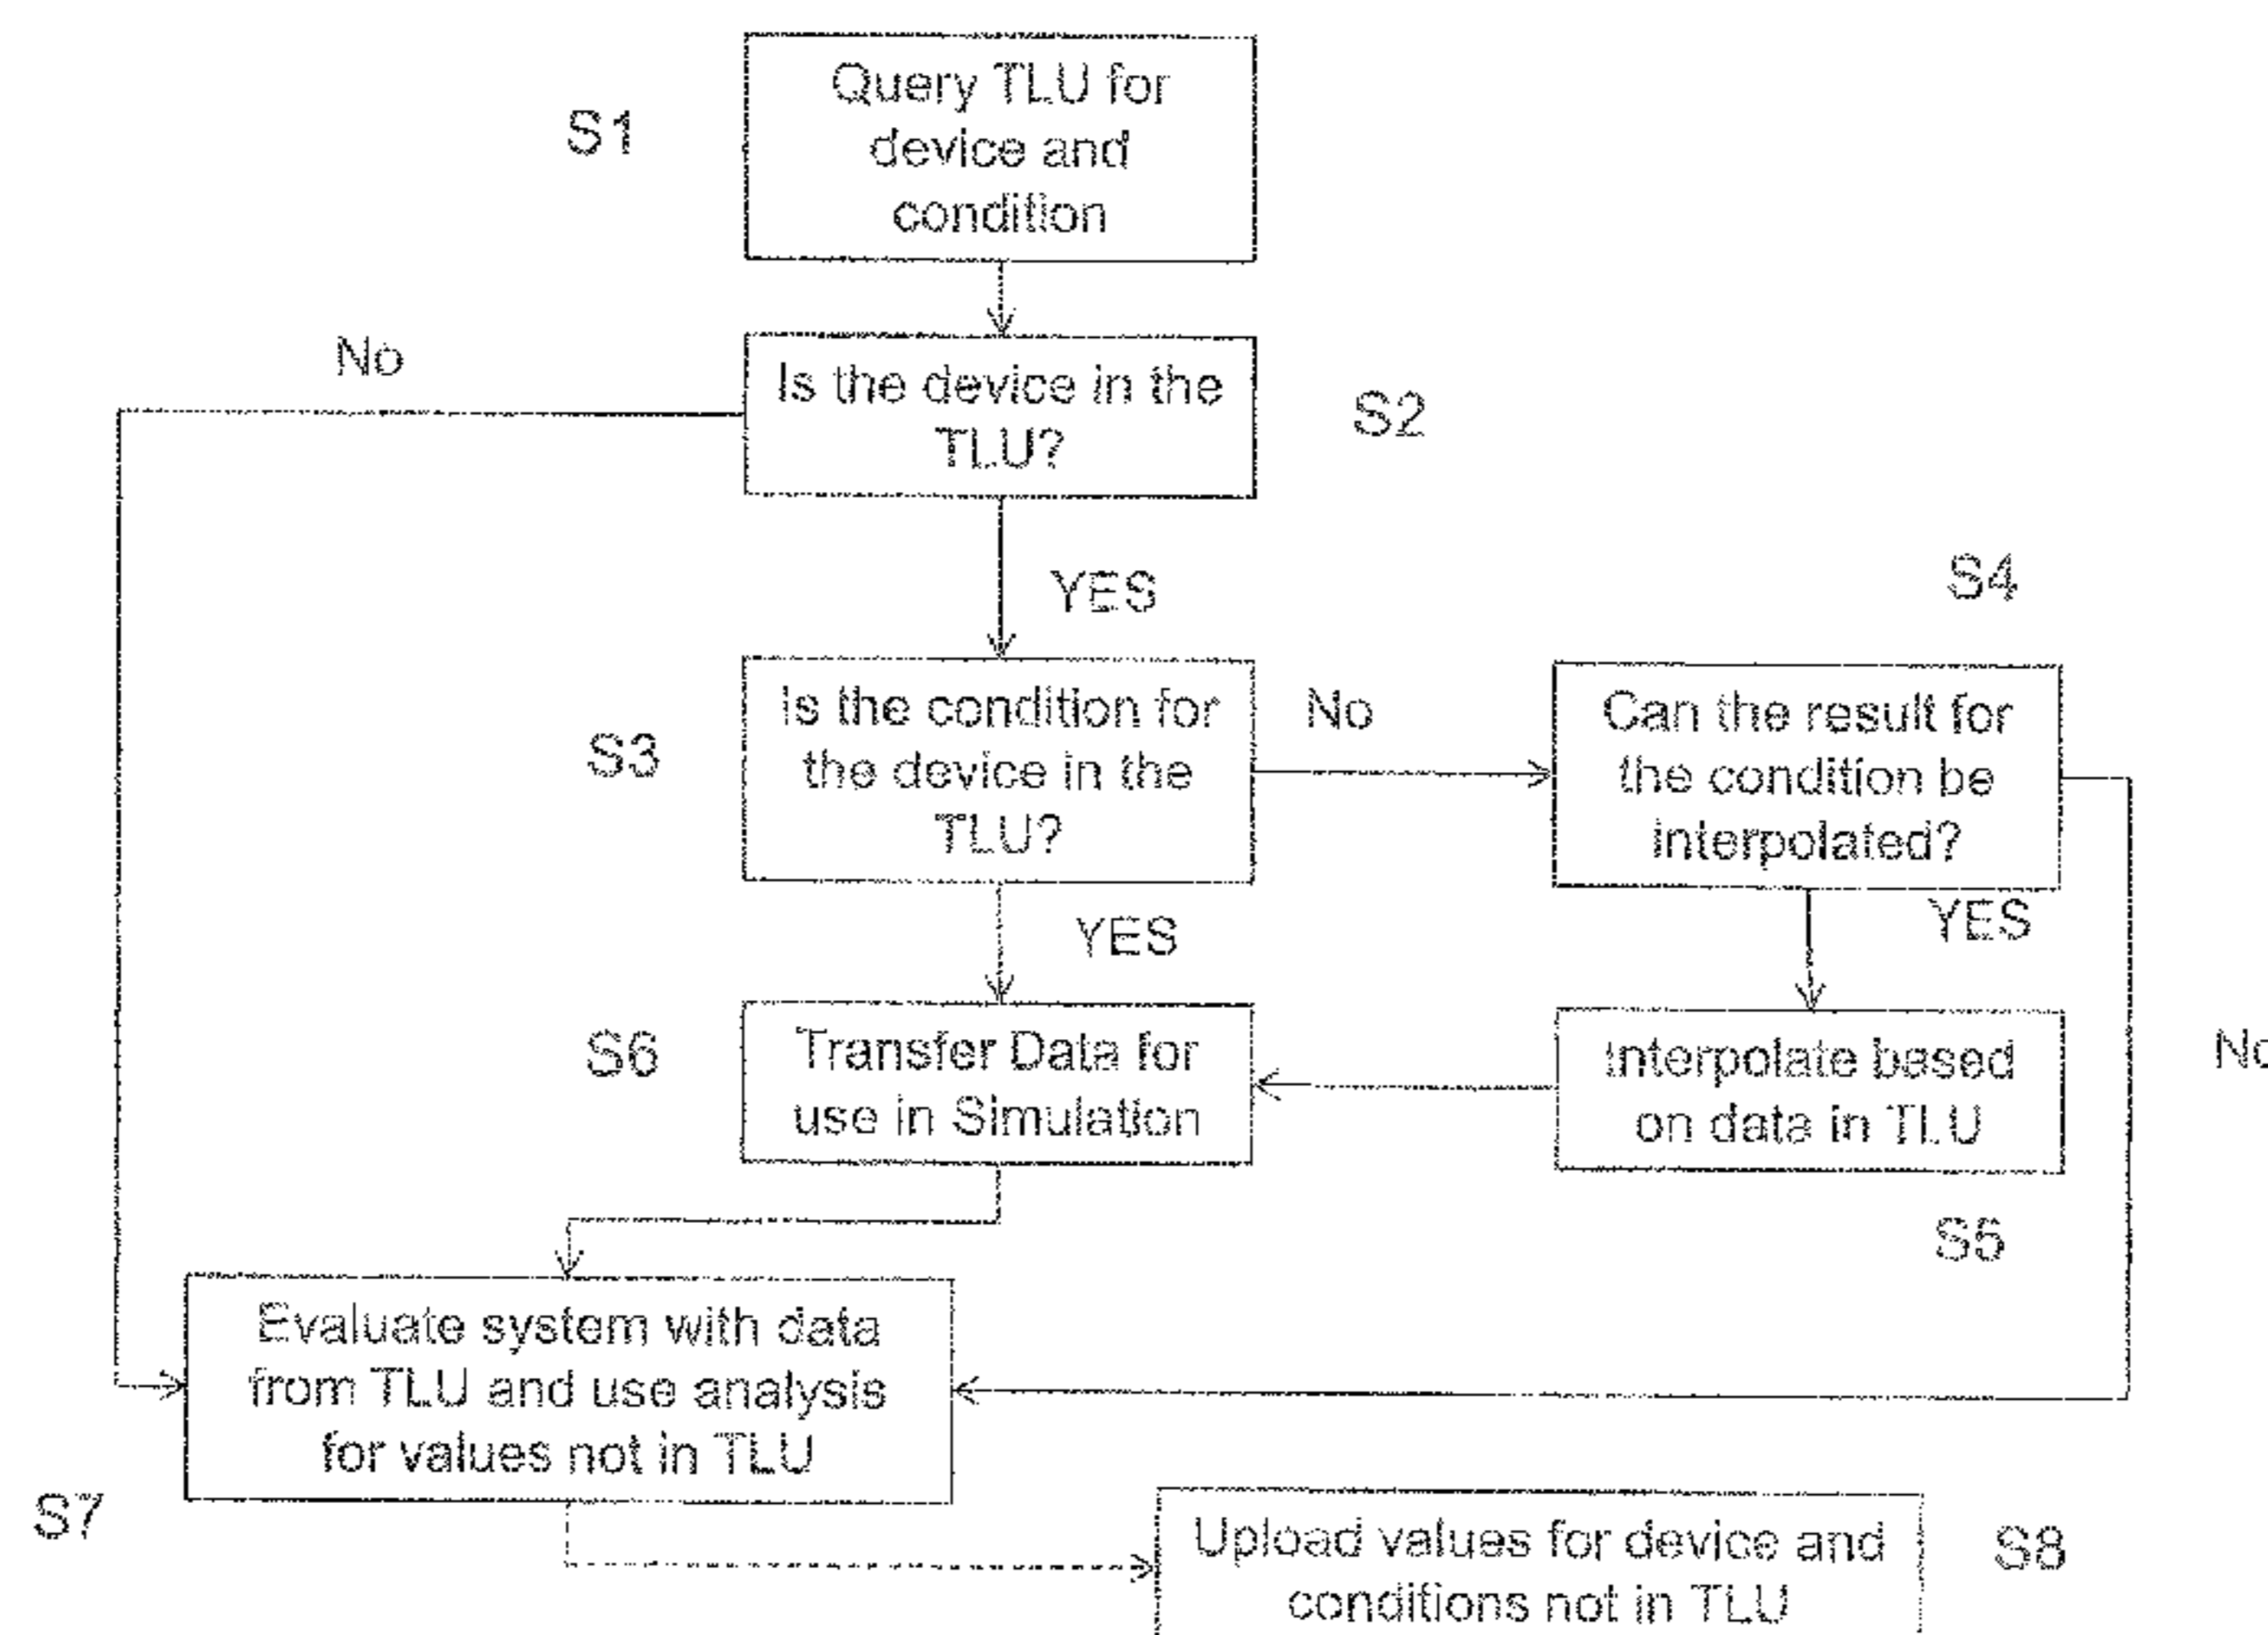 S1
Query TLU for
device and
condition
No
Is the device in the
TLU?
S2
YES
S4
S3
Is the condition for
the device in the
TLU?
No
Can the result for
the condition be
interpolated?
YES
YES
S6
Transfer Data for
use in Simulation
Interpolate based
on data in TLU
No
S5
Evaluate system with data
from TLU and use analysis
for values not in TLU
S7
Upload values for device and
conditions not in TLU
S8